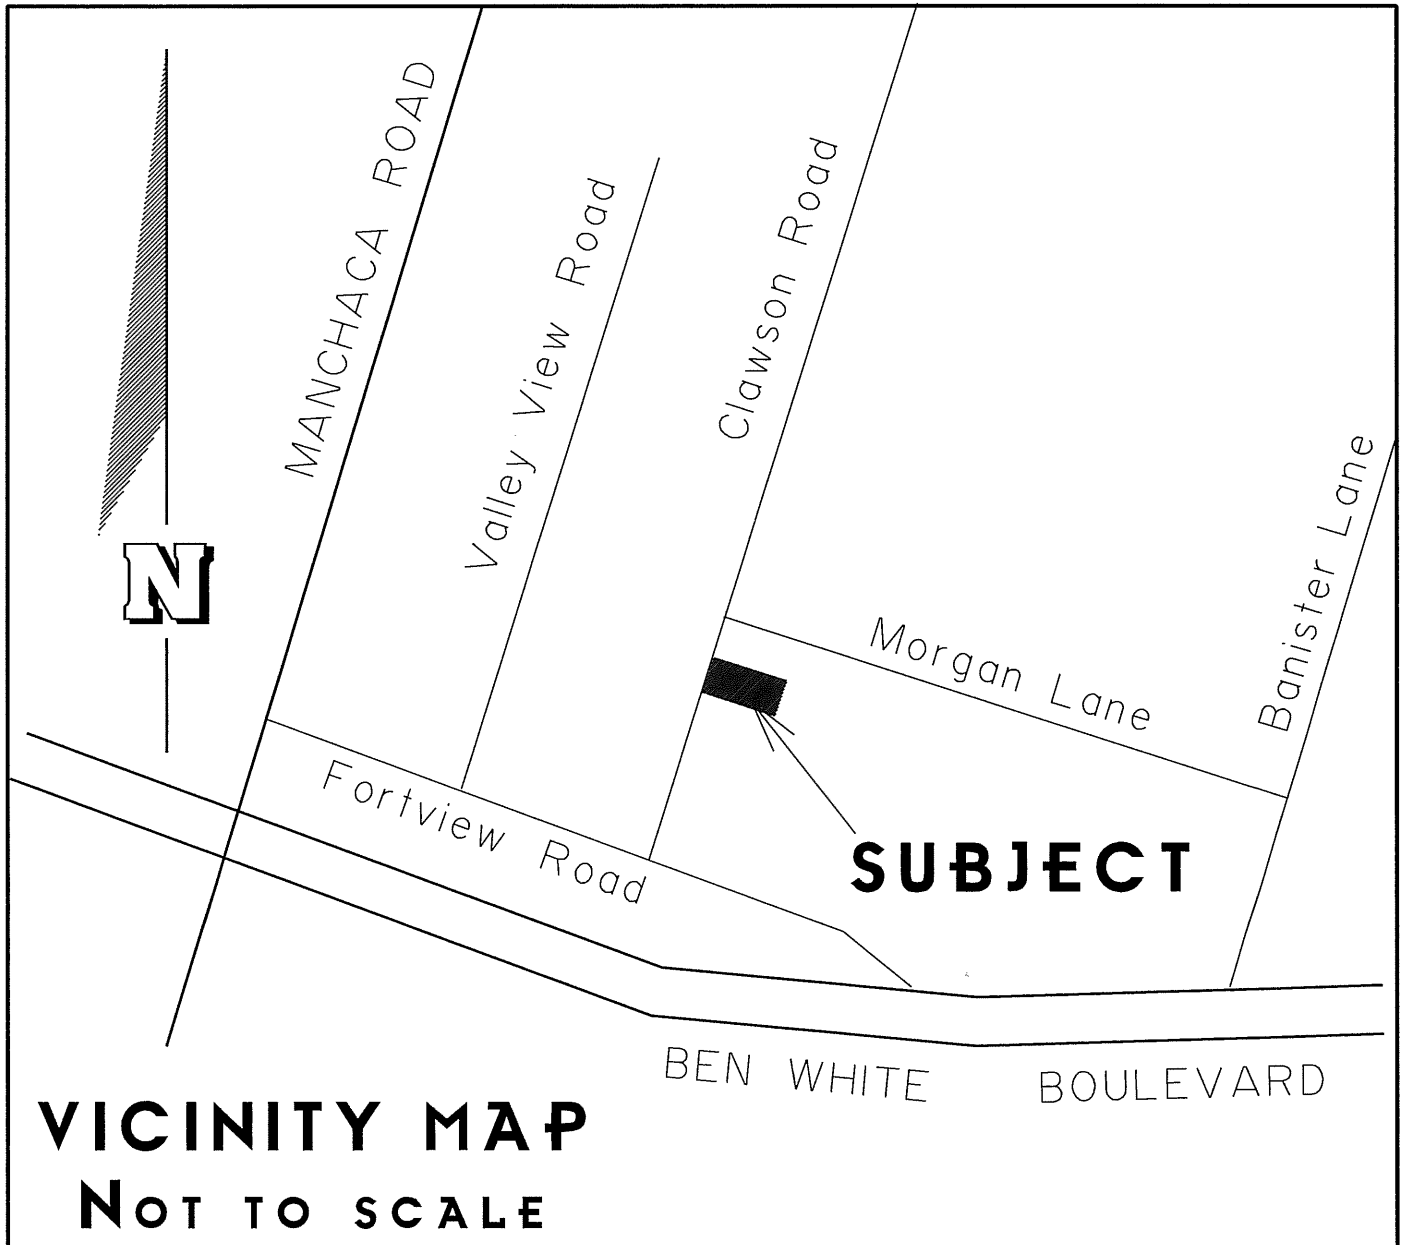 MANCHACA ROAD
Valley View Road
Clawson Road
Banister Lane
N
Morgan Lane
Fortview Road
SUBJECT
BEN WHITE BOULEVARD
VICINITY MAP
NOT TO SCALE